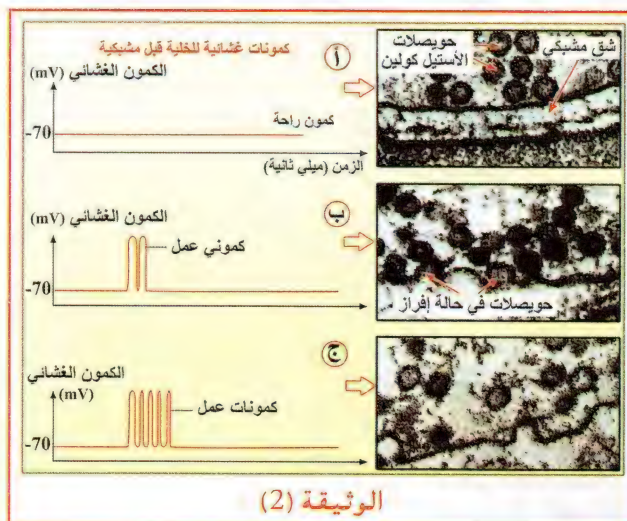 كمونات غشائية للخلية قبل مشبكية
أ
حويصلات
الأستيل كولين
شق مشبكي
الكمون الغشائي (mV)
كمون راحة
-70
الزمن (ميلي ثانية)
ب
الكمون الغشائي (mV)
كموني عمل
-70
حويصلات في حالة إفراز
ج
الكمون الغشائي
(mV)
كمونات عمل
-70
الوثيقة (2)